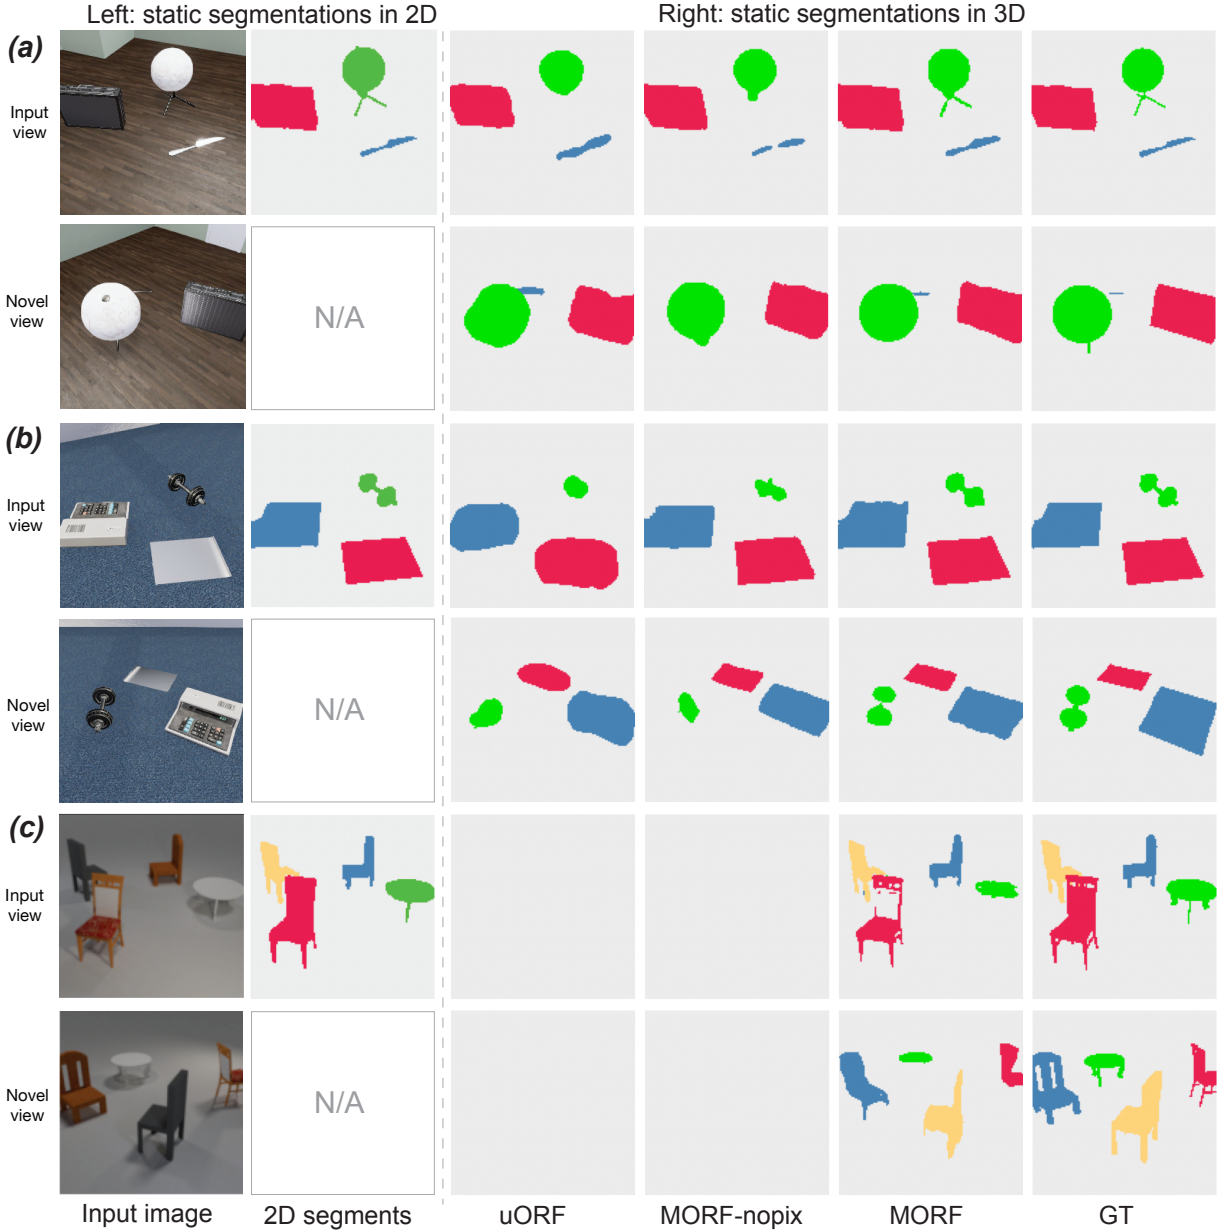 Left: static segmentations in 2D
Right: static segmentations in 3D
(a)
Input
view
Novel
view
N/A
(b)
Input
view
Novel
view
N/A
(c)
Input
view
Novel
view
N/A
Input image
2D segments
uORF
MORF-nopix
MORF
GT